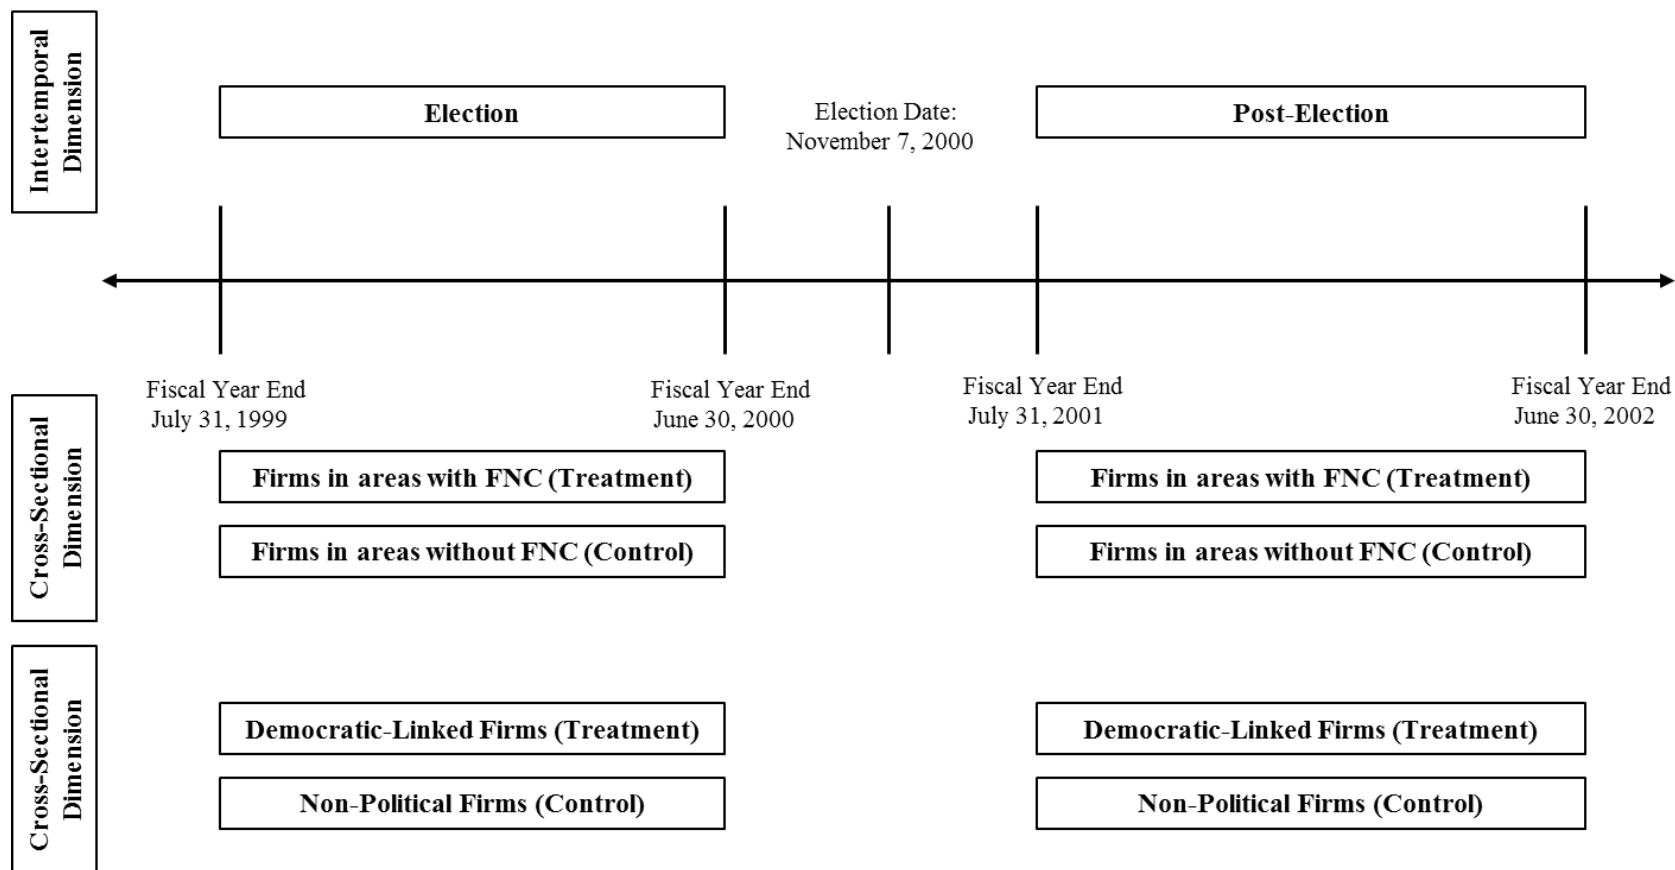 Intertemporal
Dimension
Election
Election Date:
November 7, 2000
Post-Election
Fiscal Year End
July 31, 1999
Fiscal Year End
June 30, 2000
Fiscal Year End
July 31, 2001
Fiscal Year End
June 30, 2002
Cross-Sectional
Dimension
Firms in areas with FNC (Treatment)
Firms in areas with FNC (Treatment)
Firms in areas without FNC (Control)
Firms in areas without FNC (Control)
Cross-Sectional
Dimension
Democratic-Linked Firms (Treatment)
Democratic-Linked Firms (Treatment)
Non-Political Firms (Control)
Non-Political Firms (Control)